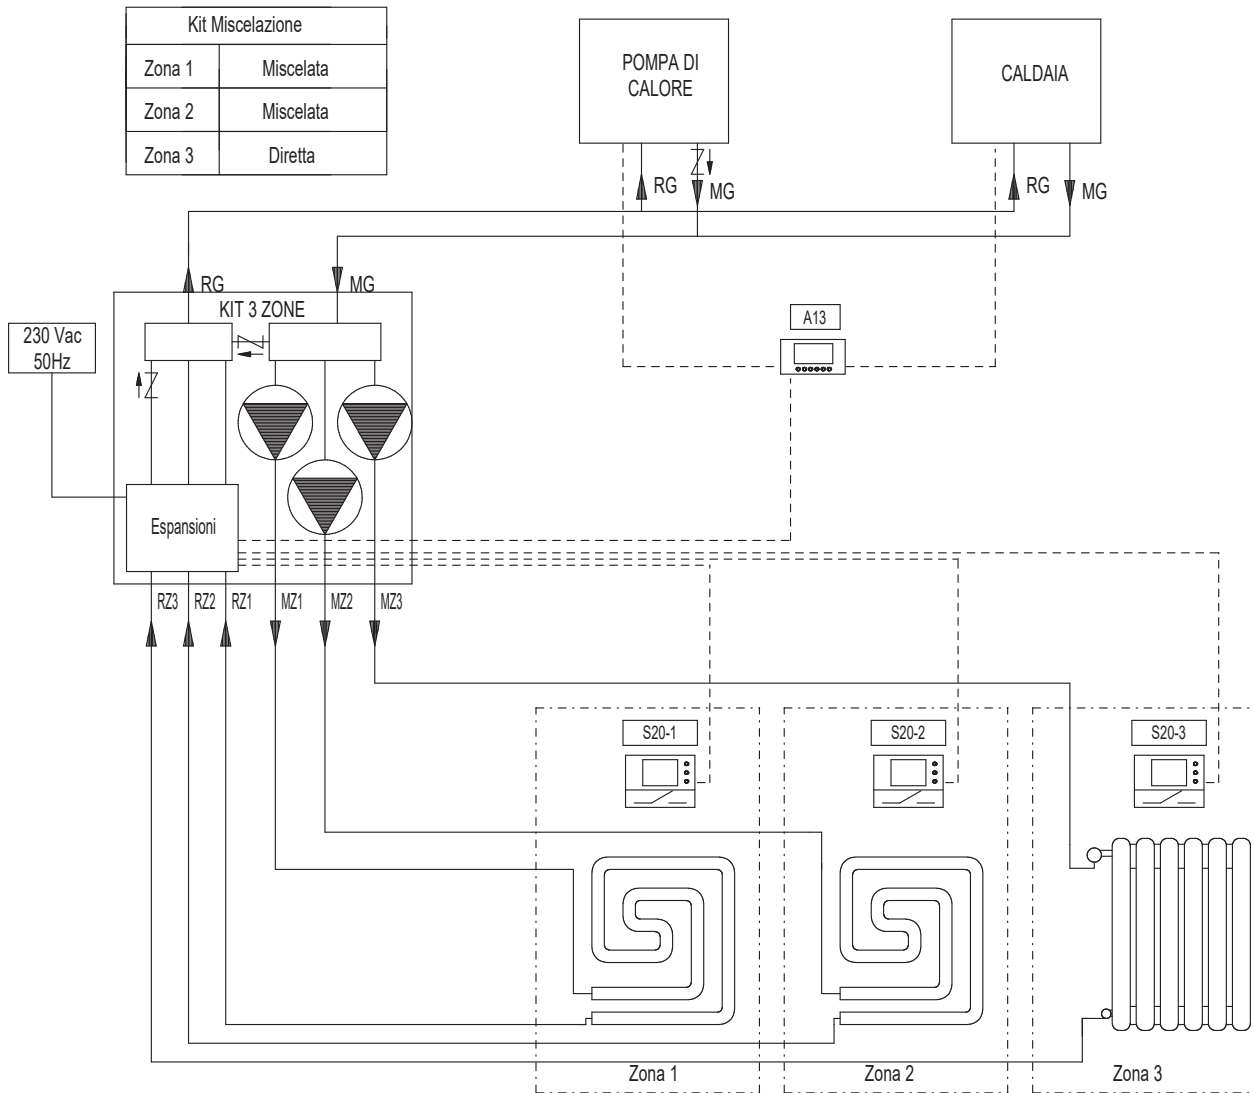 Kit Miscelazione
Zona 1 Miscelata
Zona 2 Miscelata
Zona 3 Diretta
POMPA DI
CALORE
CALDAIA
RG
MG
RG
MG
RG
MG
KIT 3 ZONE
230 Vac
50Hz
A13
Espansioni
RZ3
RZ2
RZ1
MZ1
MZ2
MZ3
S20-1
S20-2
S20-3
Zona 1
Zona 2
Zona 3